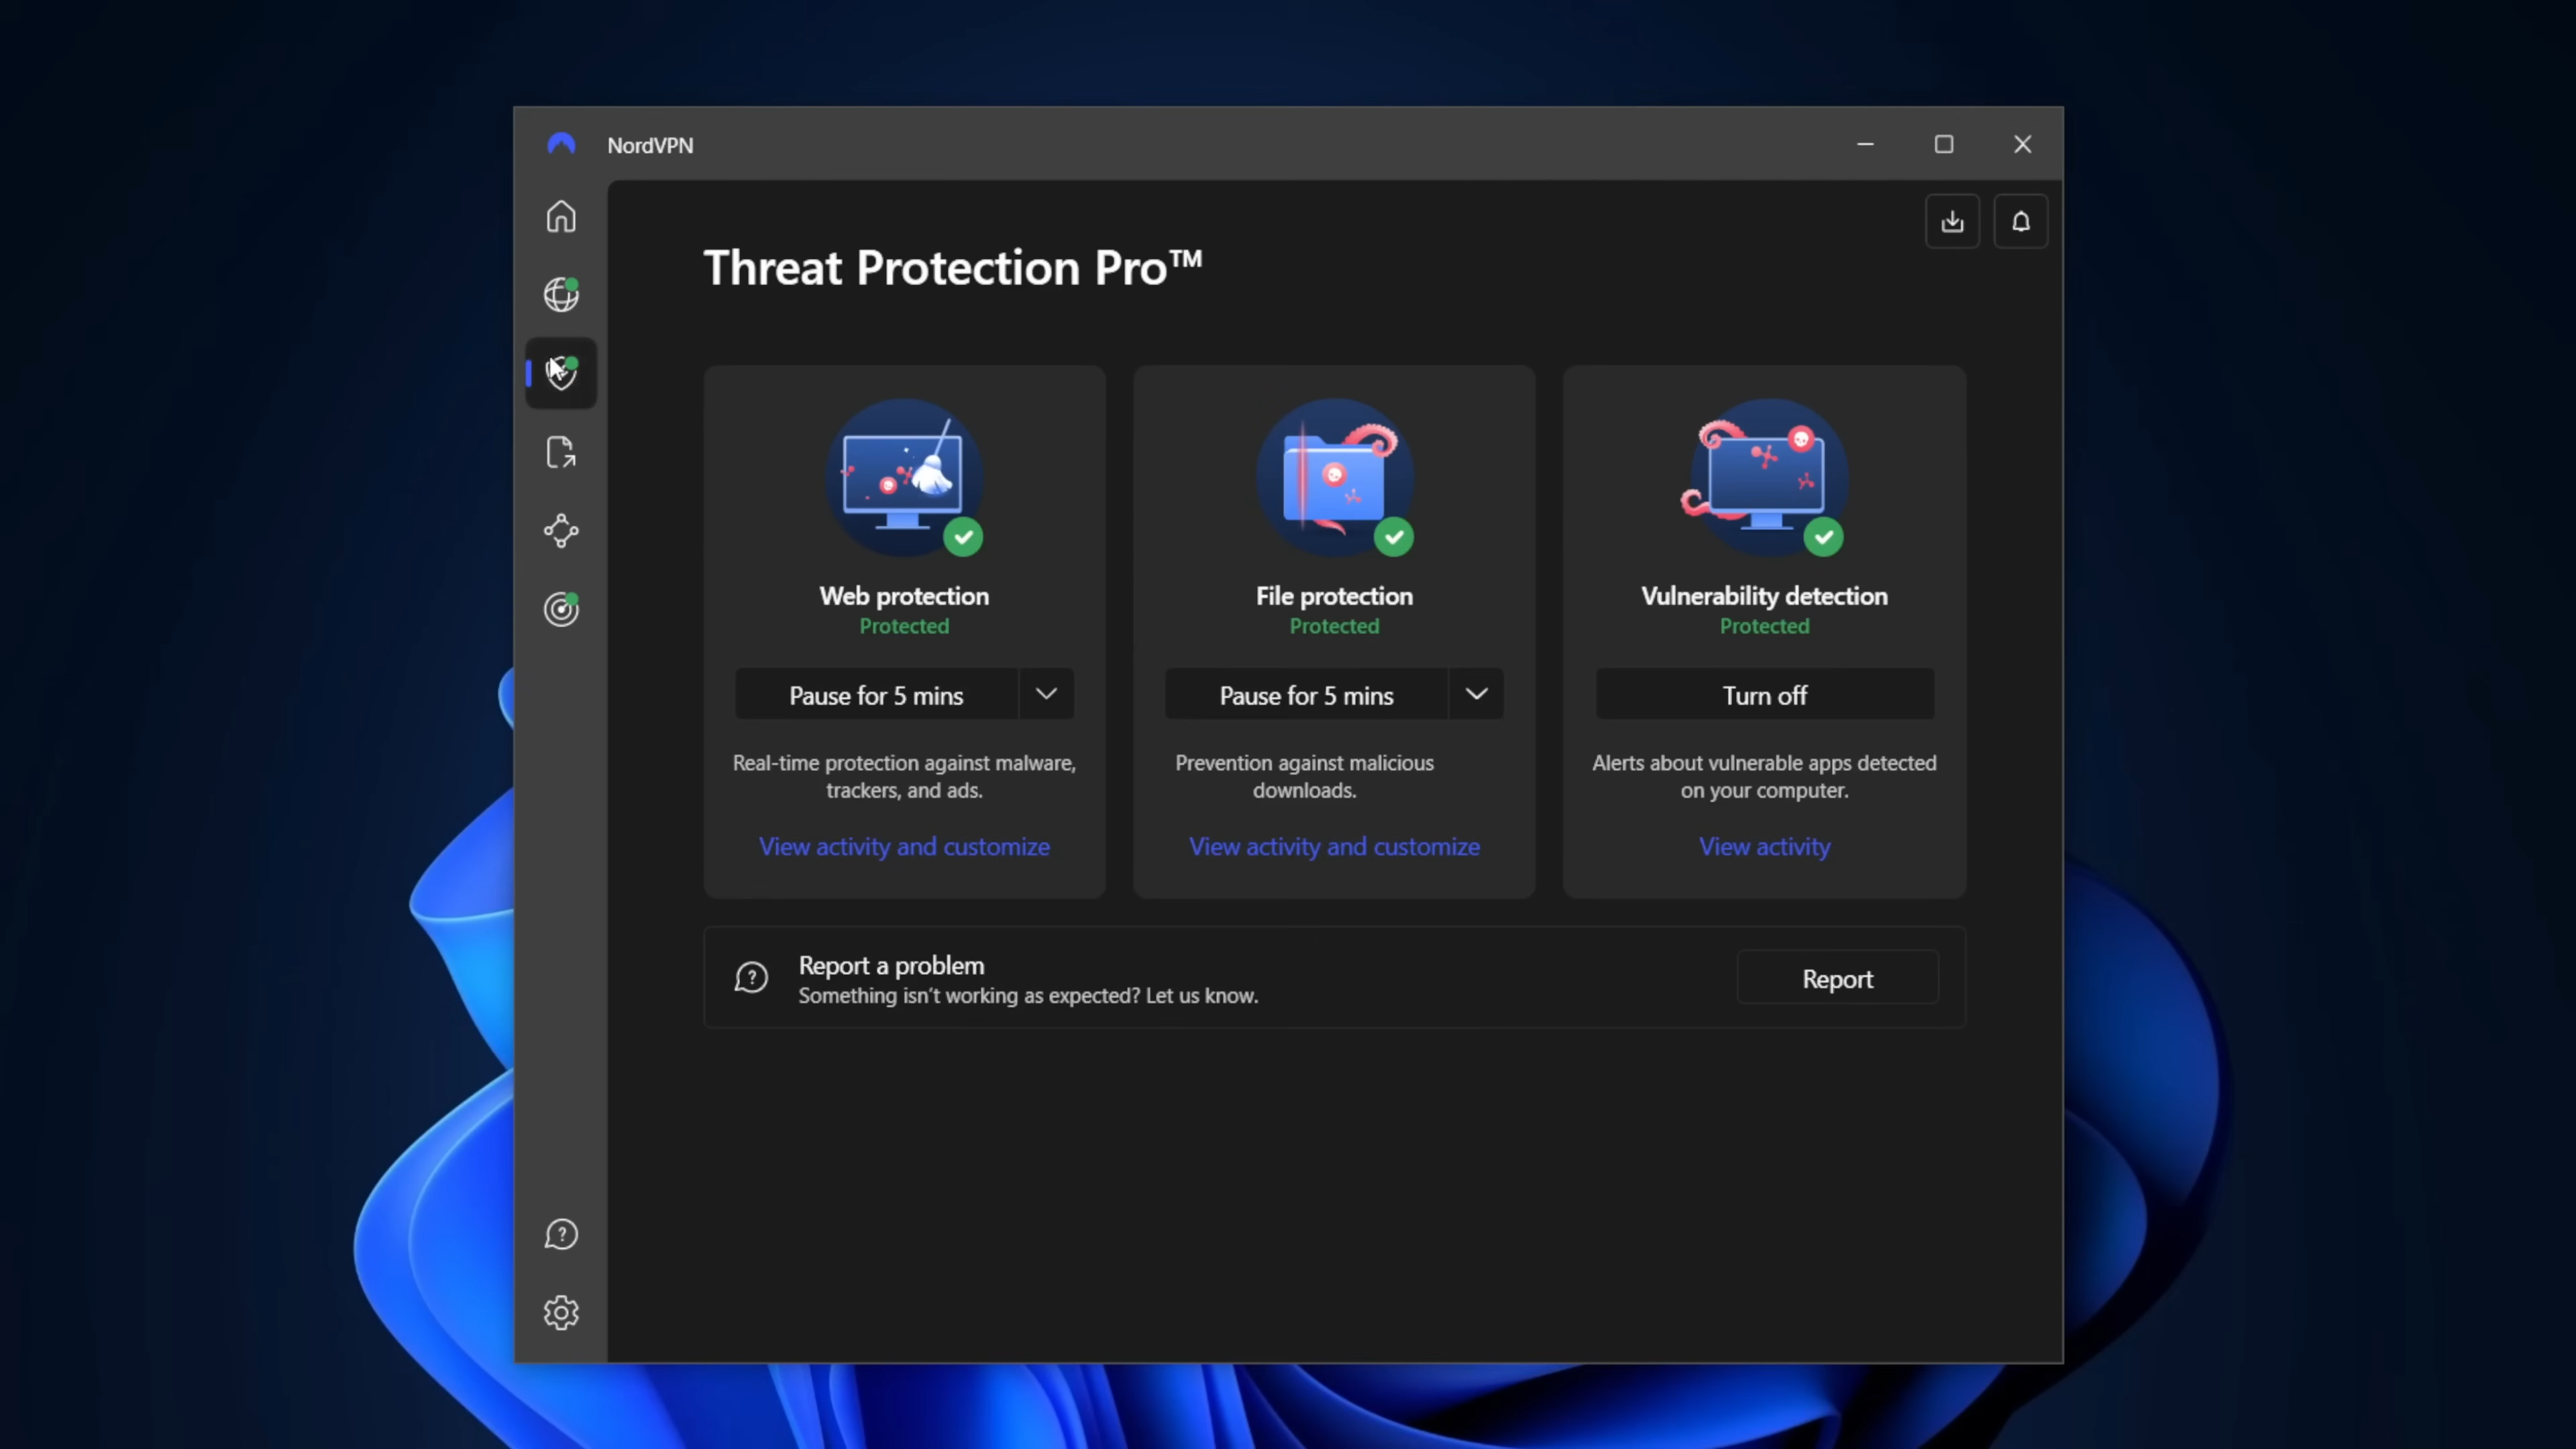 NordVPN
Threat Protection Pro™
Web protection
Protected
Pause for 5 mins
Real-time protection against malware,
trackers, and ads.
View activity and customize
File protection
Protected
Pause for 5 mins
Prevention against malicious
downloads.
View activity and customize
Vulnerability detection
Protected
Turn off
Alerts about vulnerable apps detected
on your computer.
View activity
Report a problem
Something isn't working as expected? Let us know.
Report